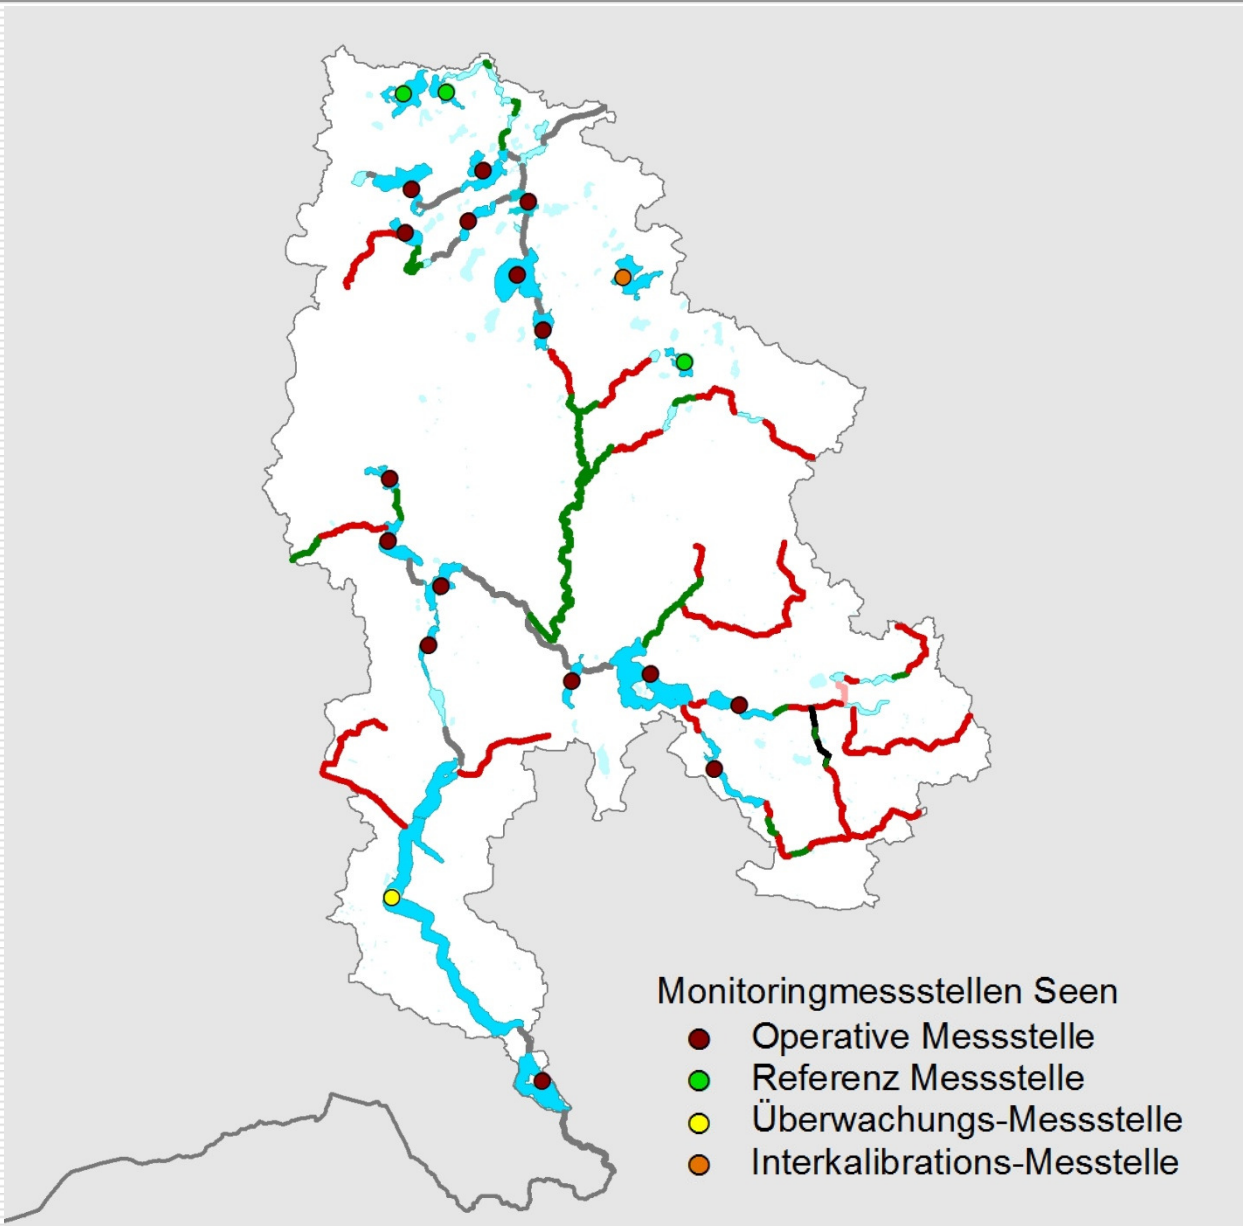 Monitoringmessstellen Seen
Operative Messstelle
Referenz Messstelle
Überwachungs-Messstelle
Interkalibrations-Messtelle